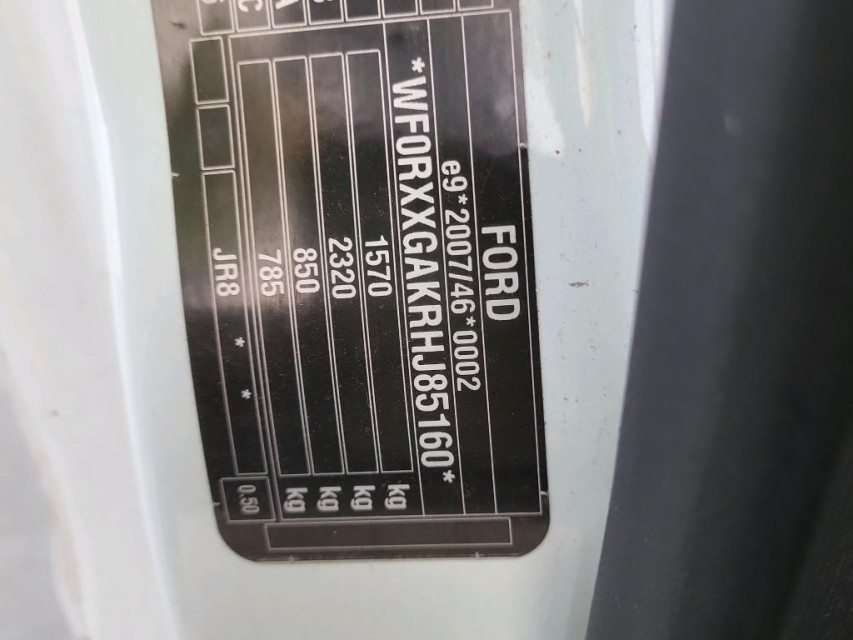 FORD
e9*2007/46*0002
*WF0RXXGAKRHJ85160*
1570 kg
2320 kg
850 kg
785 kg
JR8 * * 0.50